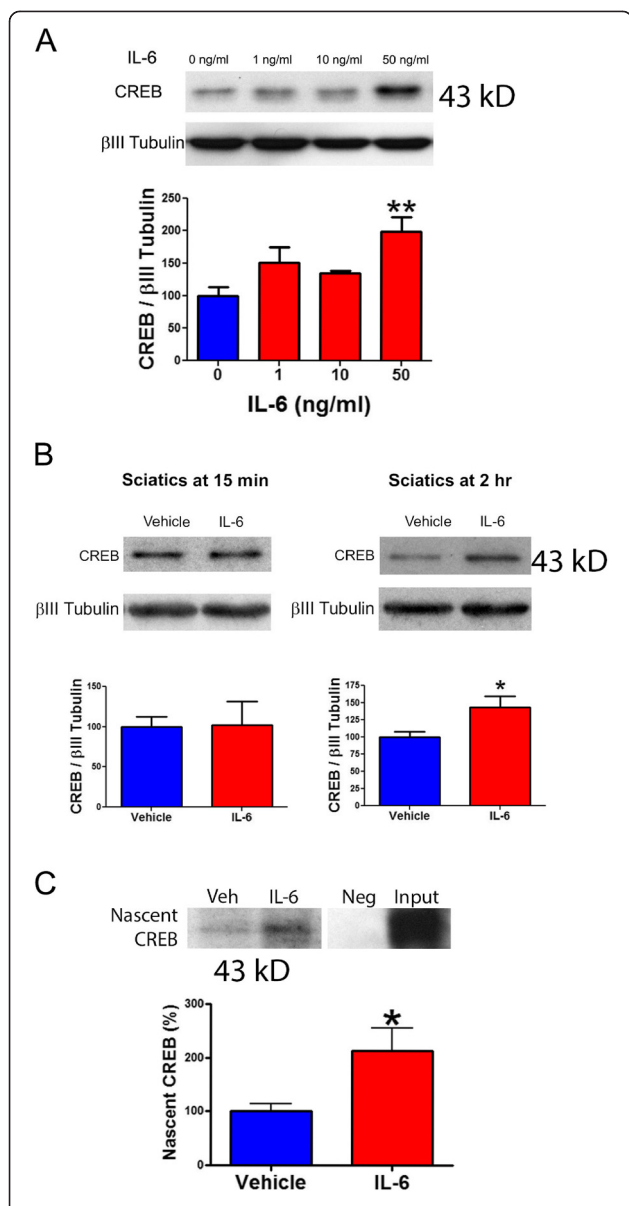 A
IL-6 0 ng/ml 1 ng/ml 10 ng/ml 50 ng/ml
CREB 43 kD
βIII Tubulin
CREB / βIII Tubulin
250
200
150
100
50
0
**
0 1 10 50
IL-6 (ng/ml)
B
Sciatics at 15 min
Vehicle IL-6
CREB
βIII Tubulin
CREB / βIII Tubulin
150
100
50
0
Vehicle IL-6
Sciatics at 2 hr
Vehicle IL-6
CREB 43 kD
βIII Tubulin
CREB / βIII Tubulin
175
150
125
100
75
50
25
0
*
Vehicle IL-6
C
Veh IL-6 Neg Input
Nascent
CREB
43 kD
Nascent CREB (%)
300
200
100
0
*
Vehicle IL-6